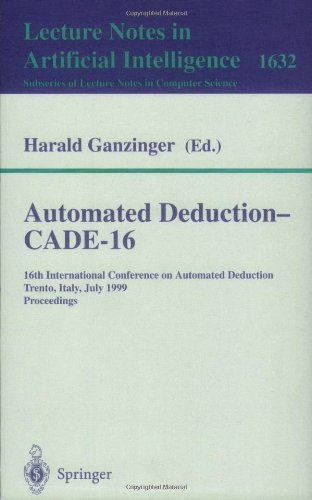 Lecture Notes in
Artificial Intelligence 1632
Subseries of Lecture Notes in Computer Science
Harald Ganzinger (Ed.)
Automated Deduction–
CADE-16
16th International Conference on Automated Deduction
Trento, Italy, July 1999
Proceedings
Springer